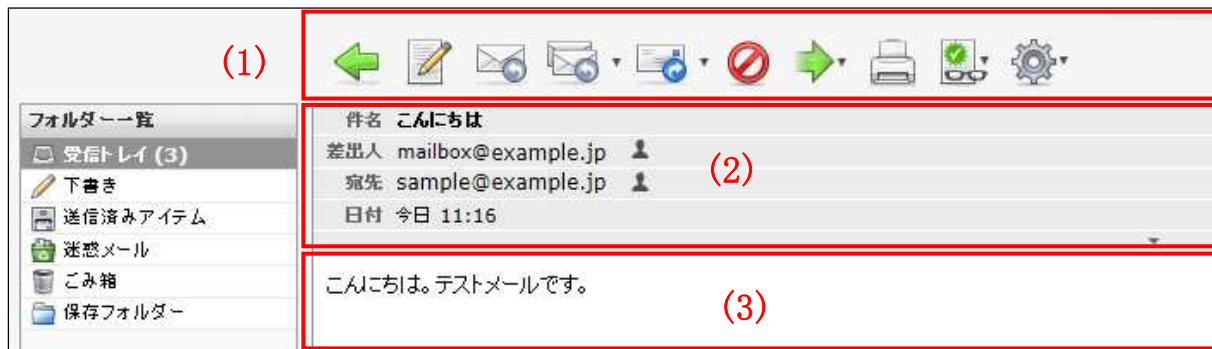 (1)
フォルダー一覧
受信トレイ (3)
下書き
送信済みアイテム
迷惑メール
ごみ箱
保存フォルダー
件名 こんにちは
差出人 mailbox@example.jp
宛先 sample@example.jp
日付 今日 11:16
(2)
こんにちは。テストメールです。
(3)